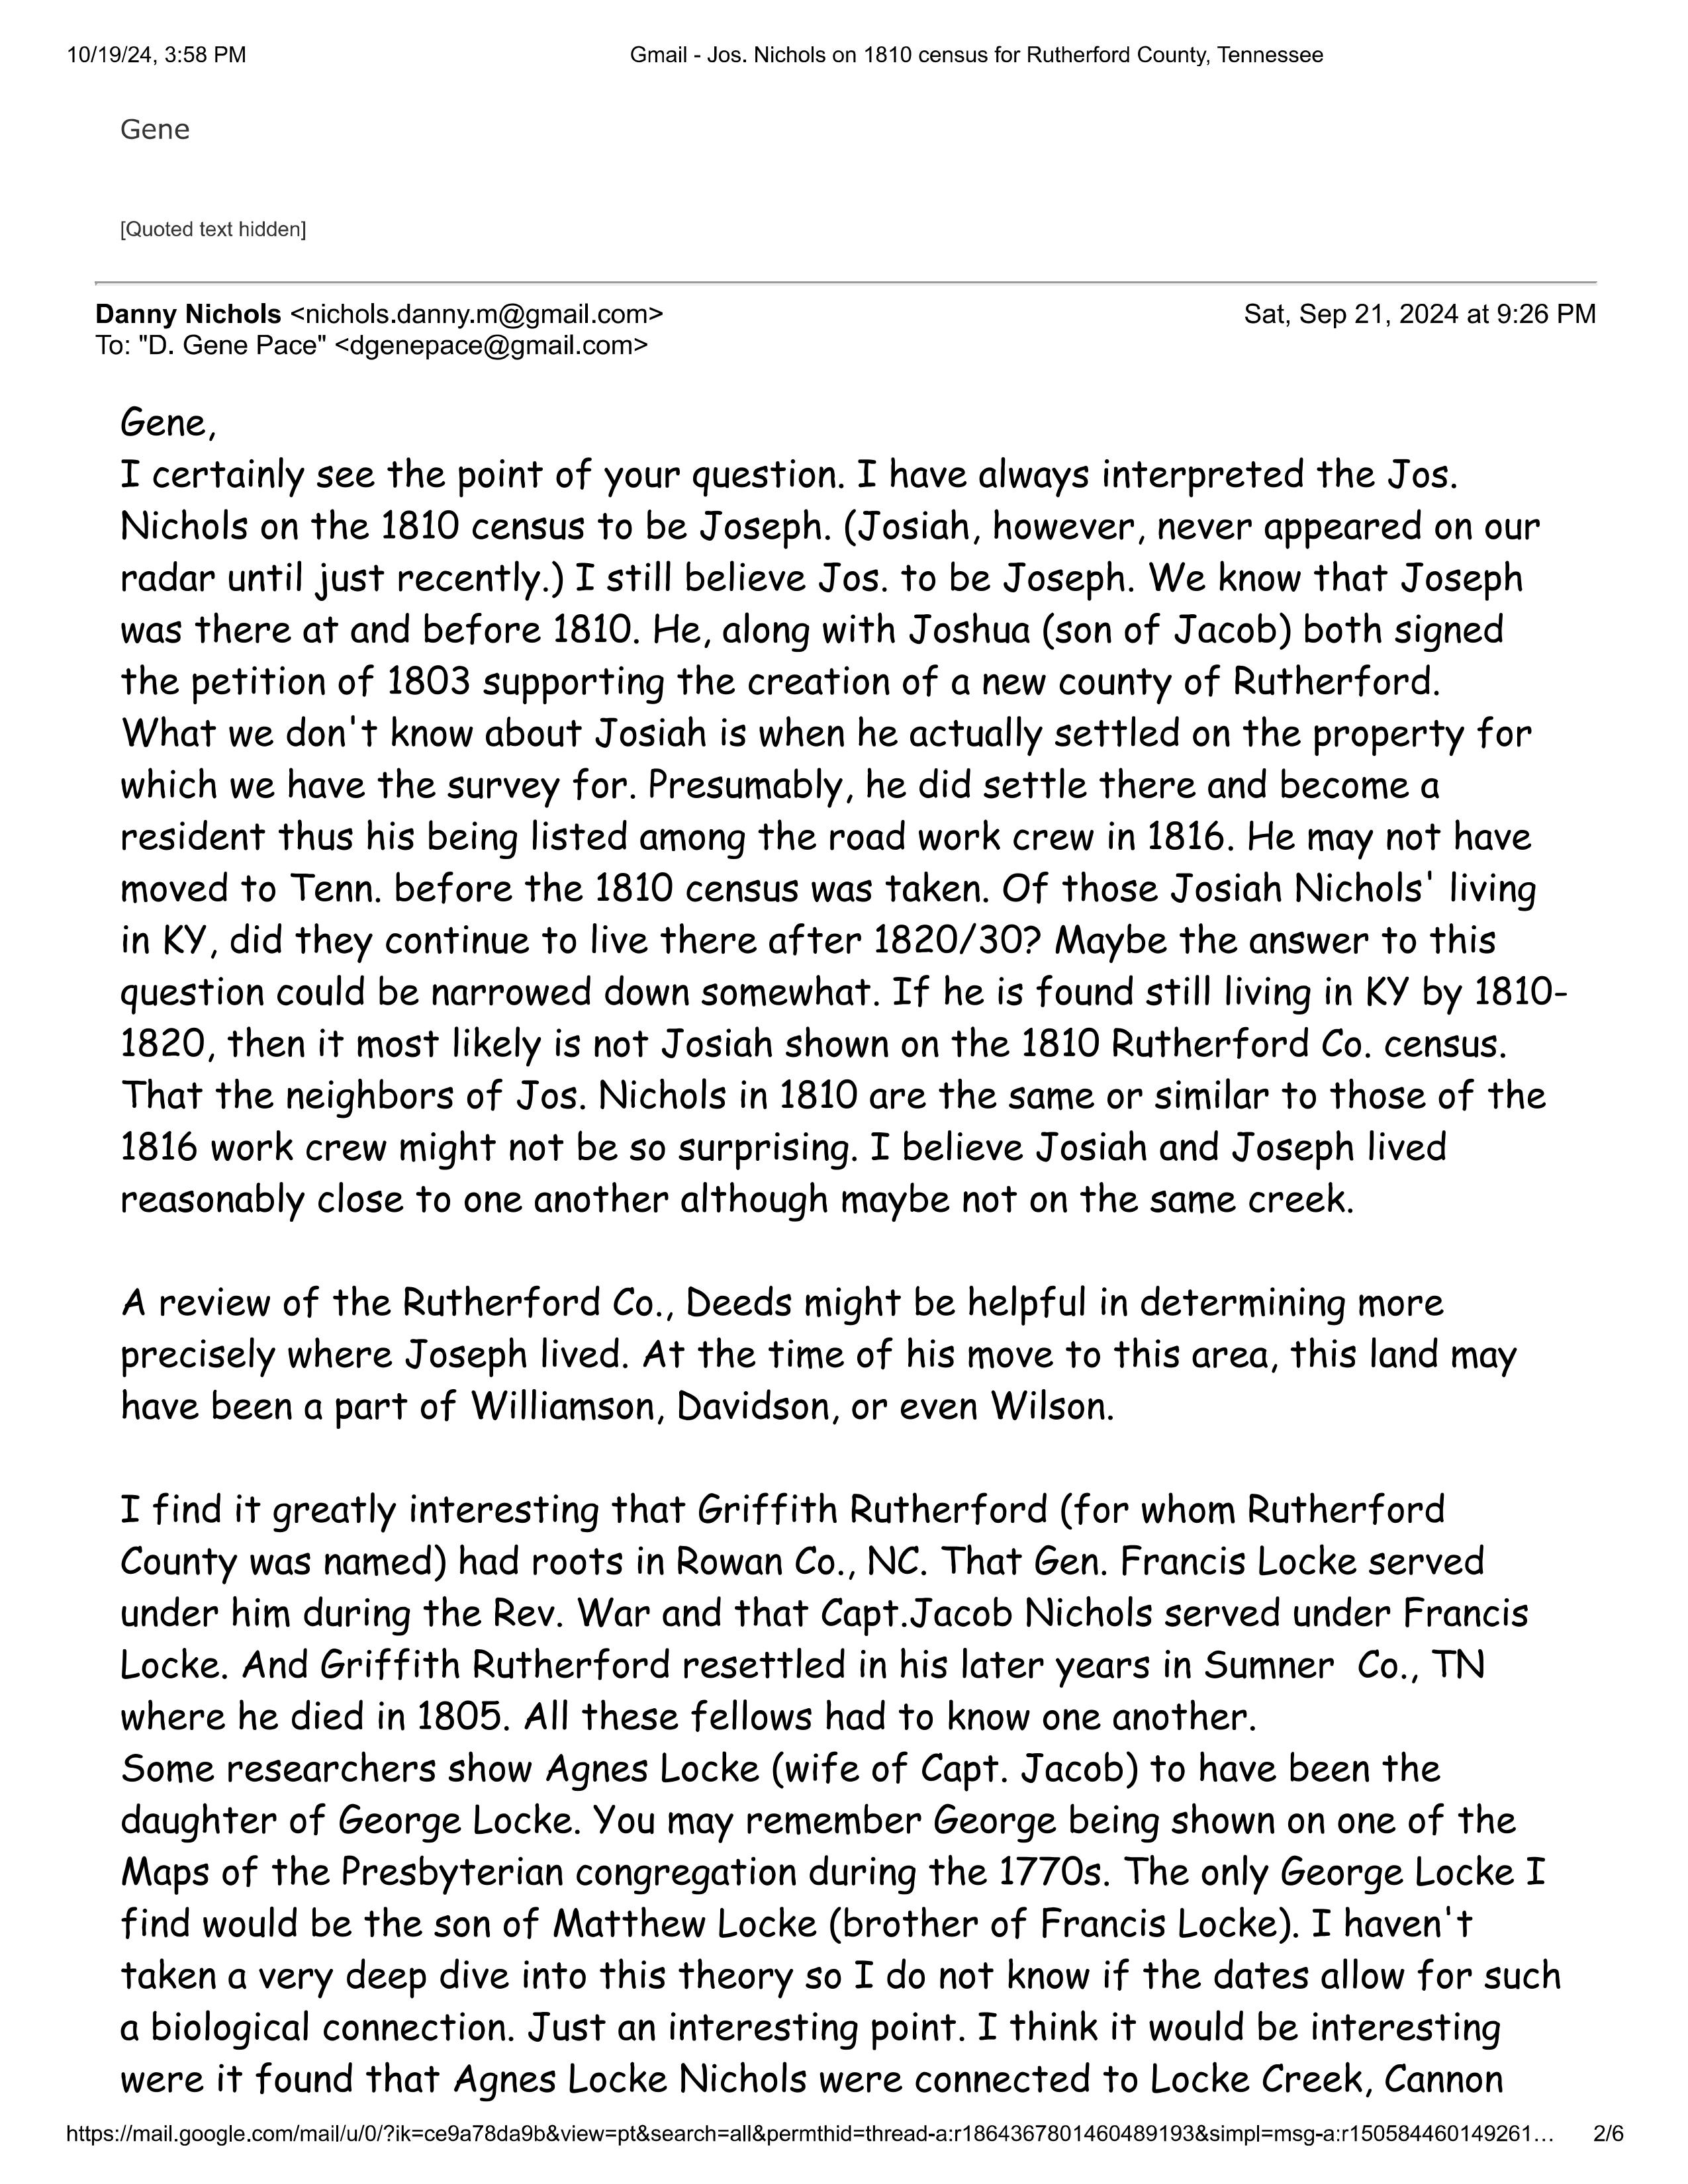 10/19/24, 3:58 PM
Gmail - Jos. Nichols on 1810 census for Rutherford County, Tennessee
Gene
[Quoted text hidden]
Danny Nichols <nichols.danny.m@gmail.com>
Sat, Sep 21, 2024 at 9:26 PM
To: "D. Gene Pace" <dgenepace@gmail.com>
Gene,
I certainly see the point of your question. I have always interpreted the Jos.
Nichols on the 1810 census to be Joseph. (Josiah, however, never appeared on our
radar until just recently.) I still believe Jos. to be Joseph. We know that Joseph
was there at and before 1810. He, along with Joshua (son of Jacob) both signed
the petition of 1803 supporting the creation of a new county of Rutherford.
What we don't know about Josiah is when he actually settled on the property for
which we have the survey for. Presumably, he did settle there and become a
resident thus his being listed among the road work crew in 1816. He may not have
moved to Tenn. before the 1810 census was taken. Of those Josiah Nichols' living
in KY, did they continue to live there after 1820/30? Maybe the answer to this
question could be narrowed down somewhat. If he is found still living in KY by 1810-
1820, then it most likely is not Josiah shown on the 1810 Rutherford Co. census.
That the neighbors of Jos. Nichols in 1810 are the same or similar to those of the
1816 work crew might not be so surprising. I believe Josiah and Joseph lived
reasonably close to one another although maybe not on the same creek.
A review of the Rutherford Co., Deeds might be helpful in determining more
precisely where Joseph lived. At the time of his move to this area, this land may
have been a part of Williamson, Davidson, or even Wilson.
I find it greatly interesting that Griffith Rutherford (for whom Rutherford
County was named) had roots in Rowan Co., NC. That Gen. Francis Locke served
under him during the Rev. War and that Capt.Jacob Nichols served under Francis
Locke. And Griffith Rutherford resettled in his later years in Sumner  Co., TN
where he died in 1805. All these fellows had to know one another.
Some researchers show Agnes Locke (wife of Capt. Jacob) to have been the
daughter of George Locke. You may remember George being shown on one of the
Maps of the Presbyterian congregation during the 1770s. The only George Locke I
find would be the son of Matthew Locke (brother of Francis Locke). I haven't
taken a very deep dive into this theory so I do not know if the dates allow for such
a biological connection. Just an interesting point. I think it would be interesting
were it found that Agnes Locke Nichols were connected to Locke Creek, Cannon
https://mail.google.com/mail/u/0/?ik=ce9a78da9b&view=pt&search=all&permthid=thread-a:r1864367801460489193&simpl=msg-a:r150584460149261…
2/6